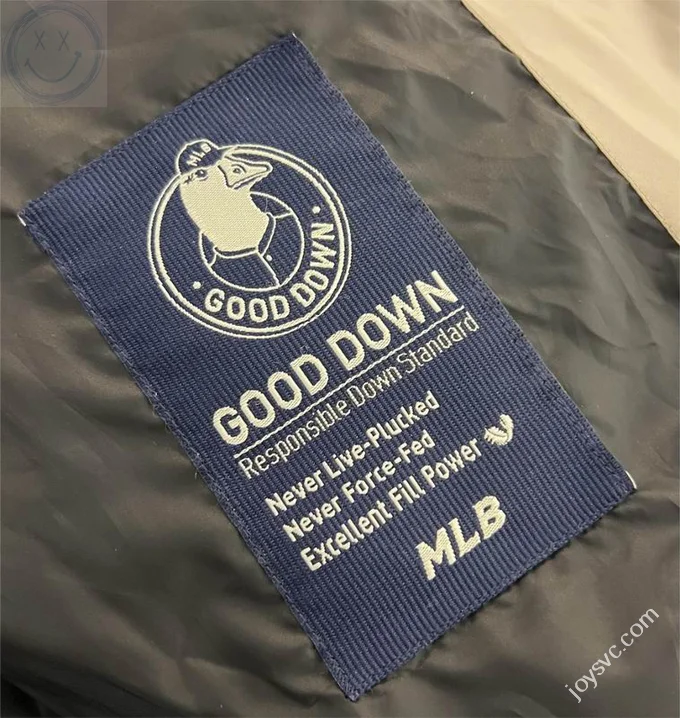 MLB
· GOOD DOWN ·
GOOD DOWN
Responsible Down Standard
Never Live-Plucked
Never Force-Fed
Excellent Fill Power
MLB
joysvc.com